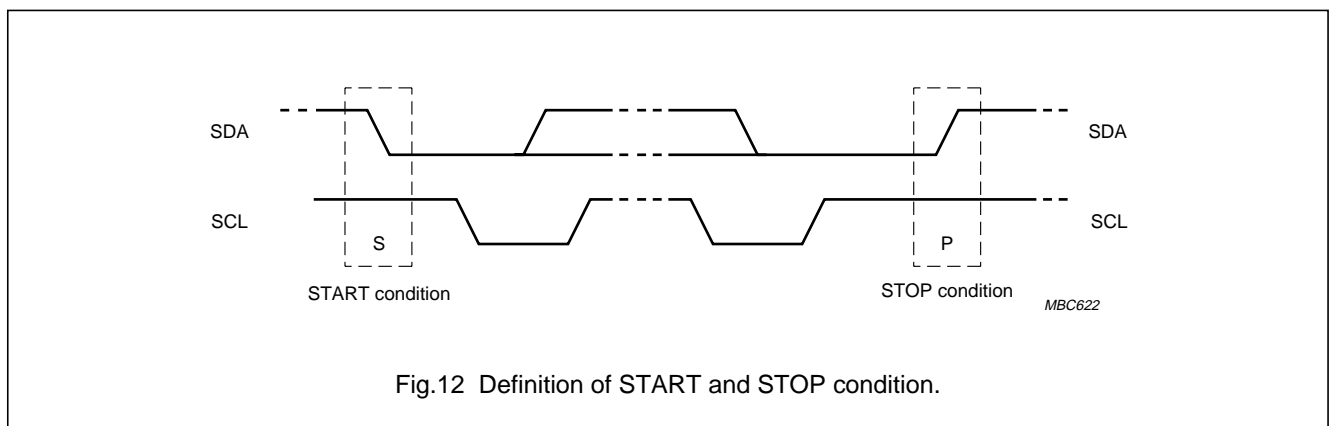 SDA
SDA
SCL
SCL
S
P
START condition
STOP condition
MBC622
Fig.12 Definition of START and STOP condition.